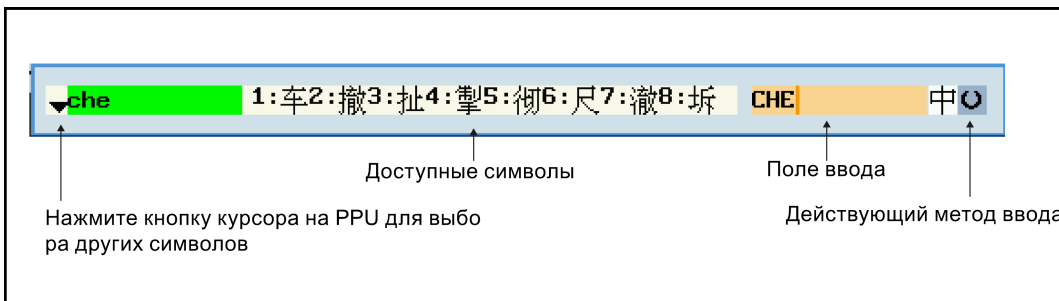 che 1:车2:撤3:扯4:掣5:彻6:尺7:澈8:坼 CHE 中
Доступные символы
Поле ввода
Нажмите кнопку курсора на PPU для выбо
ра других символов
Действующий метод ввода